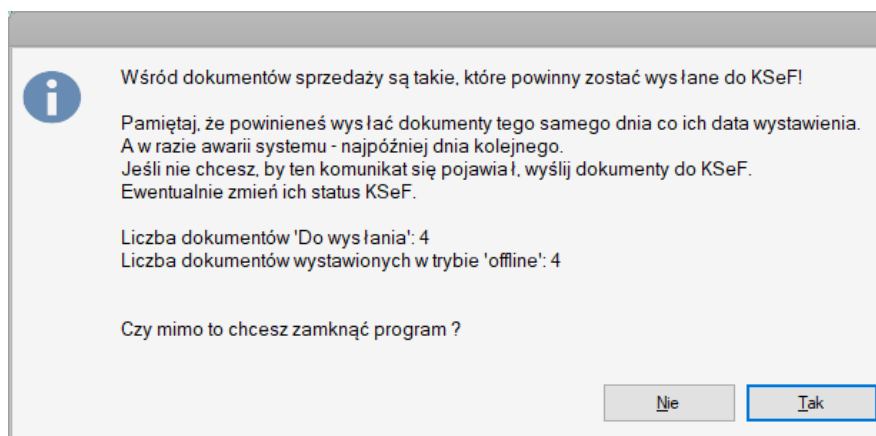 Wśród dokumentów sprzedaży są takie, które powinny zostać wysłane do KSeF!
Pamiętaj, że powinieneś wysłać dokumenty tego samego dnia co ich data wystawienia.
A w razie awarii systemu - najpóźniej dnia kolejnego.
Jeśli nie chcesz, by ten komunikat się pojawiał, wyślij dokumenty do KSeF.
Ewentualnie zmień ich status KSeF.
Liczba dokumentów 'Do wysłania': 4
Liczba dokumentów wystawionych w trybie 'offline': 4
Czy mimo to chcesz zamknąć program ?
Nie
Tak